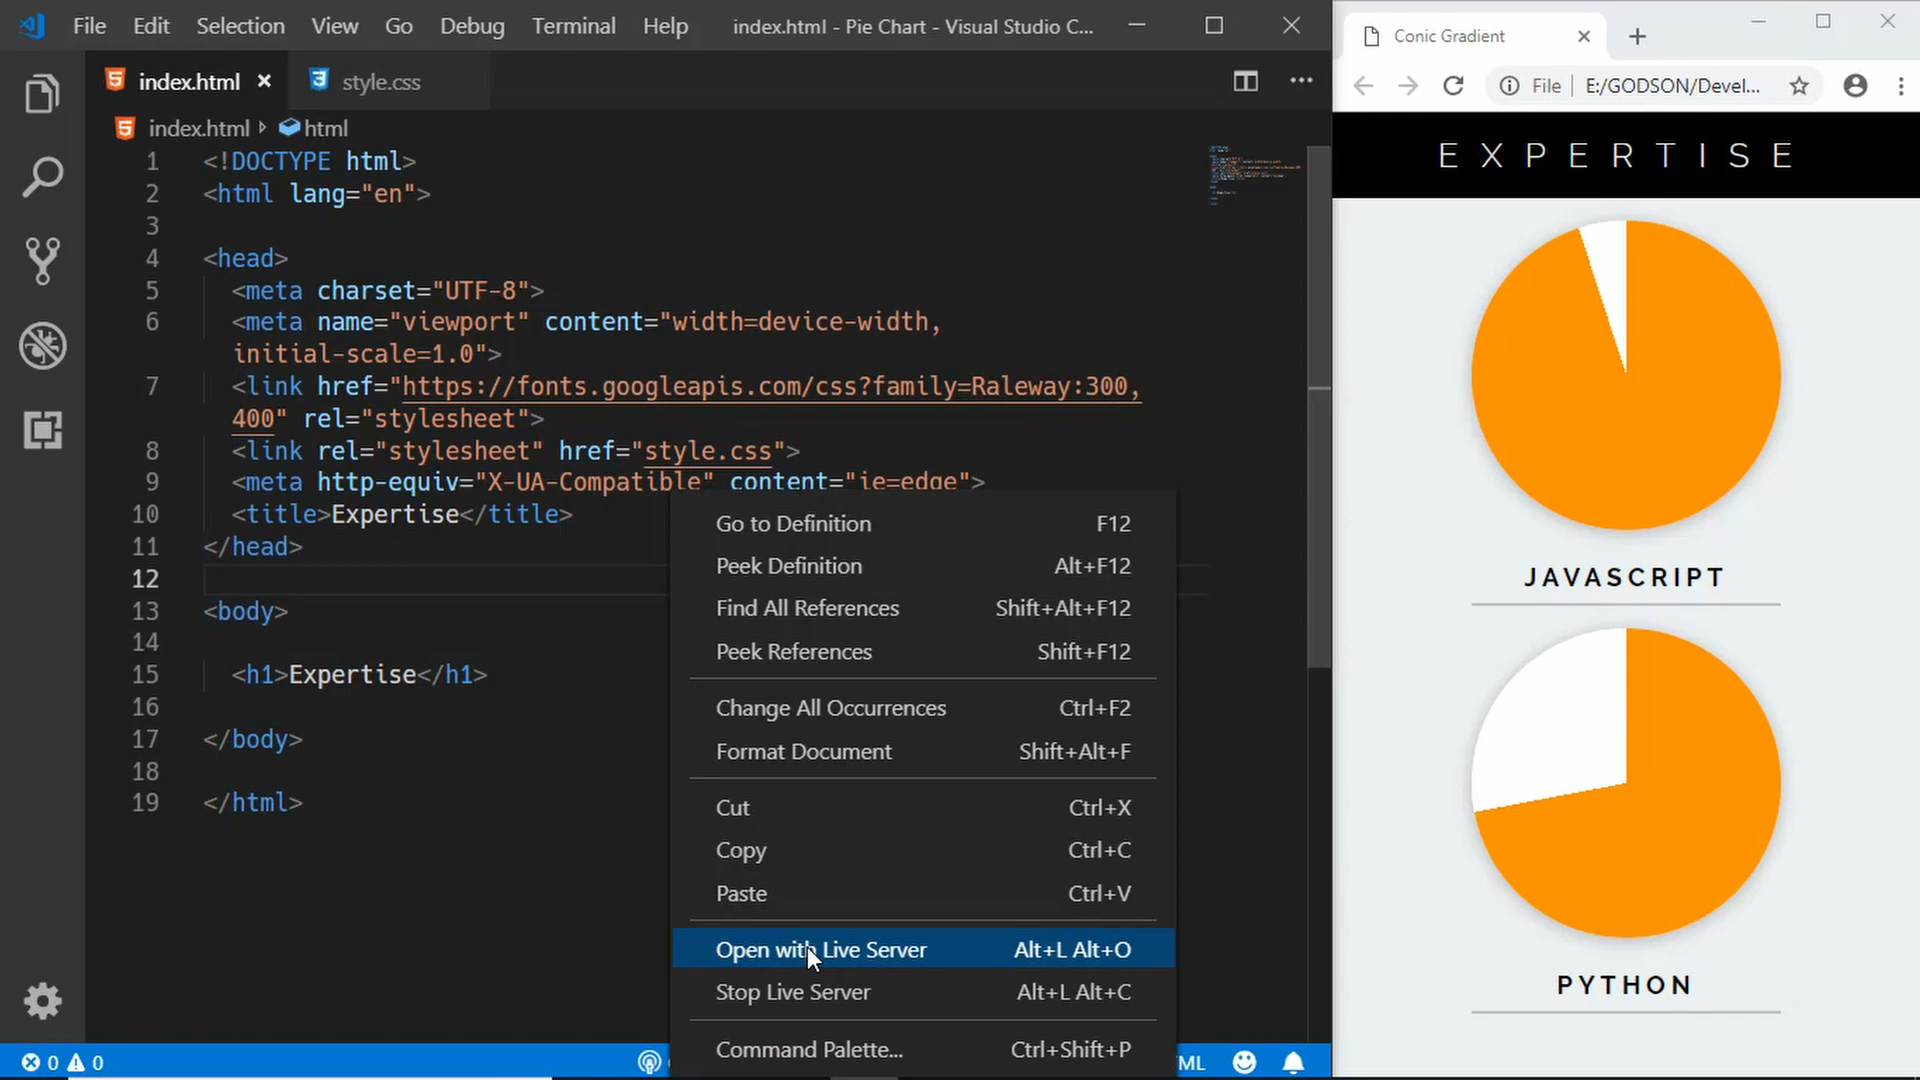 File Edit Selection View Go Debug Terminal Help index.html - Pie Chart - Visual Studio C...
index.html × style.css
index.html html
1 <!DOCTYPE html>
2 <html lang="en">
3
4 <head>
5 <meta charset="UTF-8">
6 <meta name="viewport" content="width=device-width,
initial-scale=1.0">
7 <link href="https://fonts.googleapis.com/css?family=Raleway:300,
400" rel="stylesheet">
8 <link rel="stylesheet" href="style.css">
9 <meta http-equiv="X-UA-Compatible" content="ie=edge">
10 <title>Expertise</title>
11 </head>
12
13 <body>
14
15 <h1>Expertise</h1>
16
17 </body>
18
19 </html>
Go to Definition F12
Peek Definition Alt+F12
Find All References Shift+Alt+F12
Peek References Shift+F12
Change All Occurrences Ctrl+F2
Format Document Shift+Alt+F
Cut Ctrl+X
Copy Ctrl+C
Paste Ctrl+V
Open with Live Server Alt+L Alt+O
Stop Live Server Alt+L Alt+C
Command Palette... Ctrl+Shift+P
0 0 ML
Conic Gradient
File E:/GODSON/Devel...
EXPERTISE
JAVASCRIPT
PYTHON